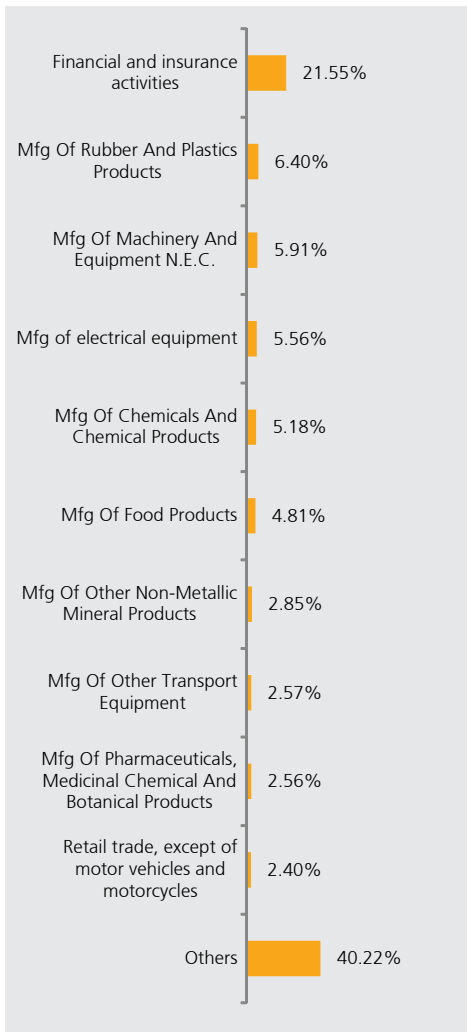 Financial and insurance
activities
21.55%
Mfg Of Rubber And Plastics
Products
6.40%
Mfg Of Machinery And
Equipment N.E.C.
5.91%
Mfg of electrical equipment
5.56%
Mfg Of Chemicals And
Chemical Products
5.18%
Mfg Of Food Products
4.81%
Mfg Of Other Non-Metallic
Mineral Products
2.85%
Mfg Of Other Transport
Equipment
2.57%
Mfg Of Pharmaceuticals,
Medicinal Chemical And
Botanical Products
2.56%
Retail trade, except of
motor vehicles and
motorcycles
2.40%
Others
40.22%